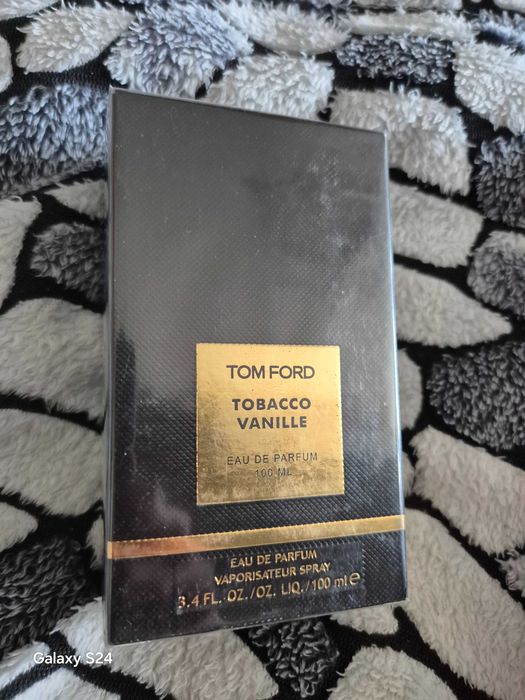 TOM FORD
TOBACCO
VANILLE
EAU DE PARFUM
100 ML
EAU DE PARFUM
VAPORISATEUR SPRAY
3.4 FL. OZ./OZ. LIQ./100 ml ℮
Galaxy S24